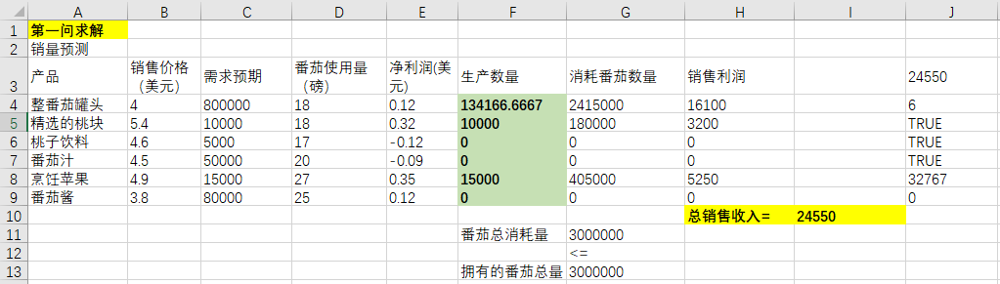 A B C D E F G H I J
1 第一问求解
2 销量预测
3 产品 销售价格（美元） 需求预期 番茄使用量（磅） 净利润(美元) 生产数量 消耗番茄数量 销售利润 24550
4 整番茄罐头 4 800000 18 0.12 134166.6667 2415000 16100 6
5 精选的桃块 5.4 10000 18 0.32 10000 180000 3200 TRUE
6 桃子饮料 4.6 5000 17 -0.12 0 0 0 TRUE
7 番茄汁 4.5 50000 20 -0.09 0 0 0 TRUE
8 烹饪苹果 4.9 15000 27 0.35 15000 405000 5250 32767
9 番茄酱 3.8 80000 25 0.12 0 0 0 0
10 总销售收入= 24550
11 番茄总消耗量 3000000
12 <=
13 拥有的番茄总量 3000000